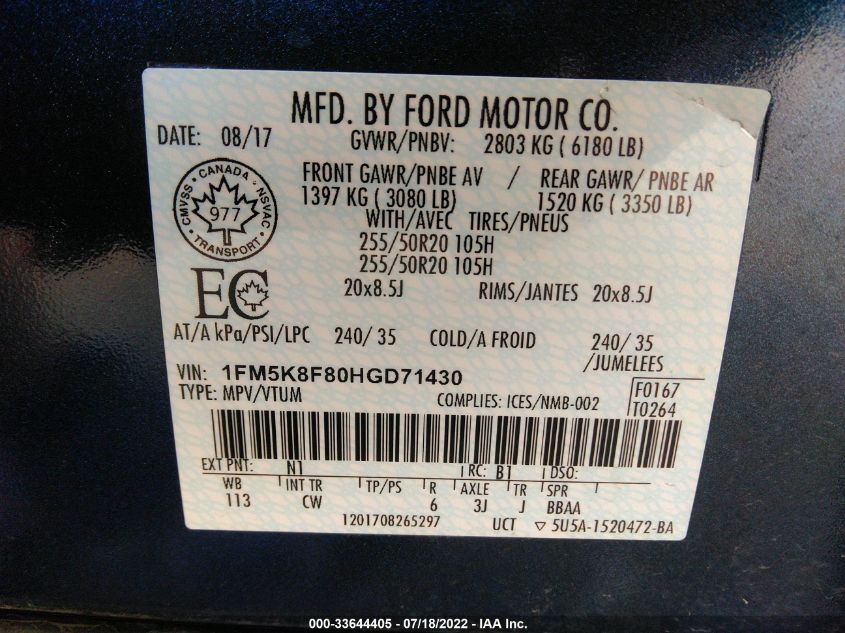 MFD. BY FORD MOTOR CO.
DATE: 08/17 GVWR/PNBV: 2803 KG ( 6180 LB)
FRONT GAWR/PNBE AV / REAR GAWR/ PNBE AR
1397 KG ( 3080 LB) 1520 KG ( 3350 LB)
WITH/AVEC TIRES/PNEUS
255/50R20 105H
255/50R20 105H
20x8.5J RIMS/JANTES 20x8.5J
CMVSS • CANADA • NSVAC
977
TRANSPORT
EC
AT/A kPa/PSI/LPC 240/ 35 COLD/A FROID 240/ 35
/JUMELEES
VIN: 1FM5K8F80HGD71430
TYPE: MPV/VTUM COMPLIES: ICES/NMB-002
F0167
T0264
EXT PNT: N1 RC: B1 DSO:
WB INT TR TP/PS R AXLE TR SPR
113 CW 6 3J J BBAA
1201708265297 UCT ▽ 5U5A-1520472-BA
000-33644405 - 07/18/2022 - IAA Inc.